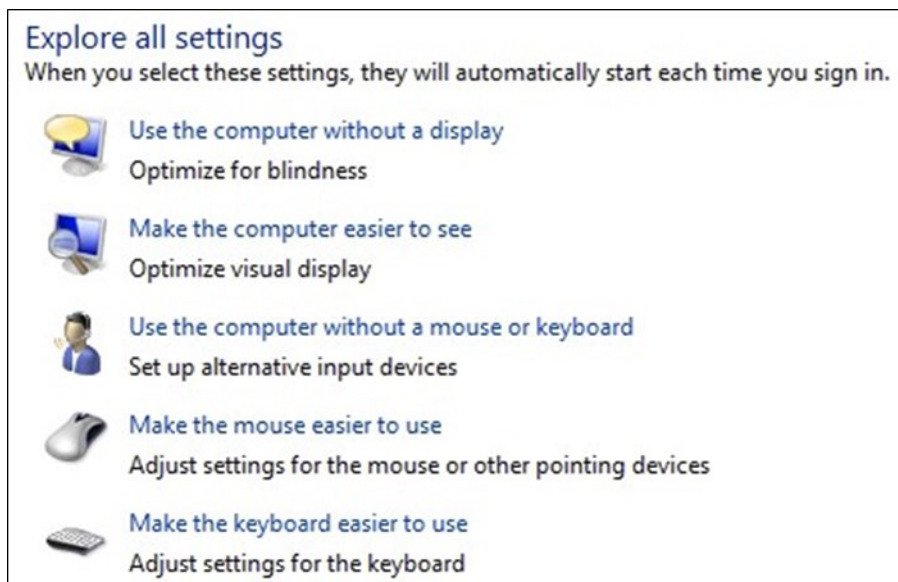 Explore all settings
When you select these settings, they will automatically start each time you sign in.
Use the computer without a display
Optimize for blindness
Make the computer easier to see
Optimize visual display
Use the computer without a mouse or keyboard
Set up alternative input devices
Make the mouse easier to use
Adjust settings for the mouse or other pointing devices
Make the keyboard easier to use
Adjust settings for the keyboard